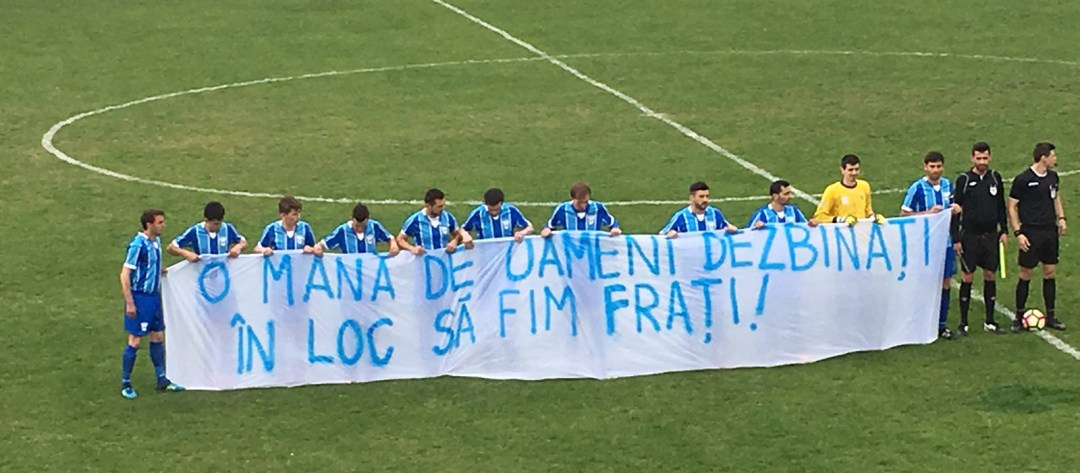 O MANA DE OAMENI DEZBINAȚI
ÎN LOC SĂ FIM FRAȚI!